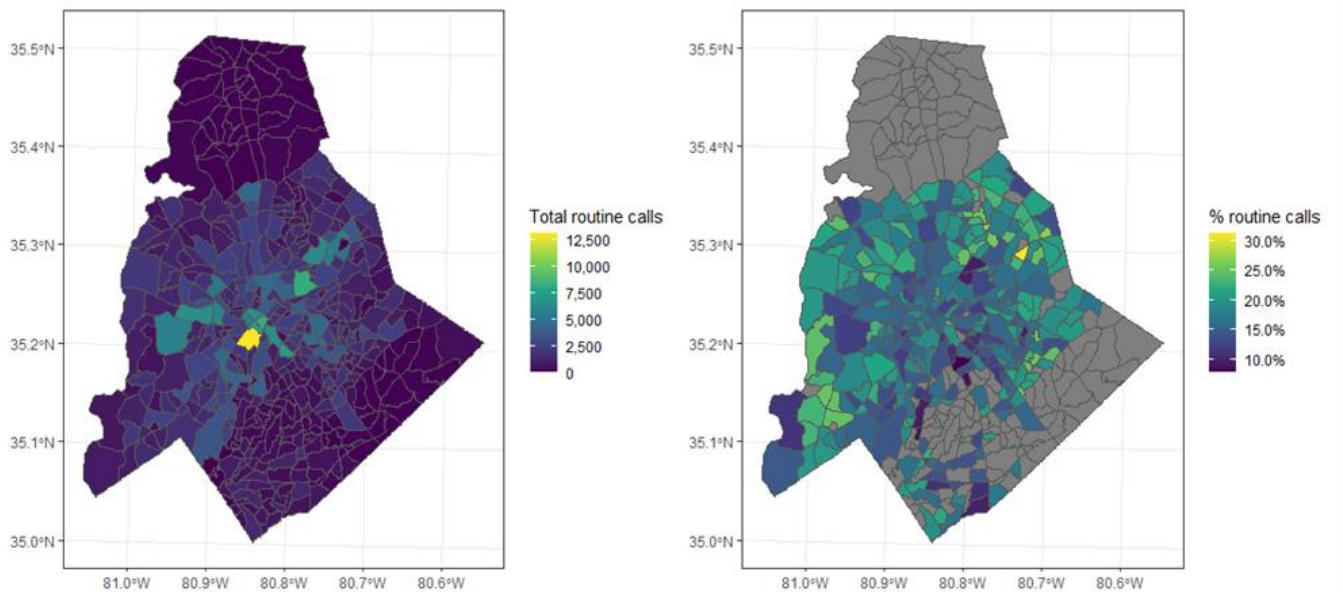 35.5°N
35.4°N
35.3°N
35.2°N
35.1°N
35.0°N
81.0°W 80.9°W 80.8°W 80.7°W 80.6°W
Total routine calls
12,500
10,000
7,500
5,000
2,500
0
35.5°N
35.4°N
35.3°N
35.2°N
35.1°N
35.0°N
81.0°W 80.9°W 80.8°W 80.7°W 80.6°W
% routine calls
30.0%
25.0%
20.0%
15.0%
10.0%